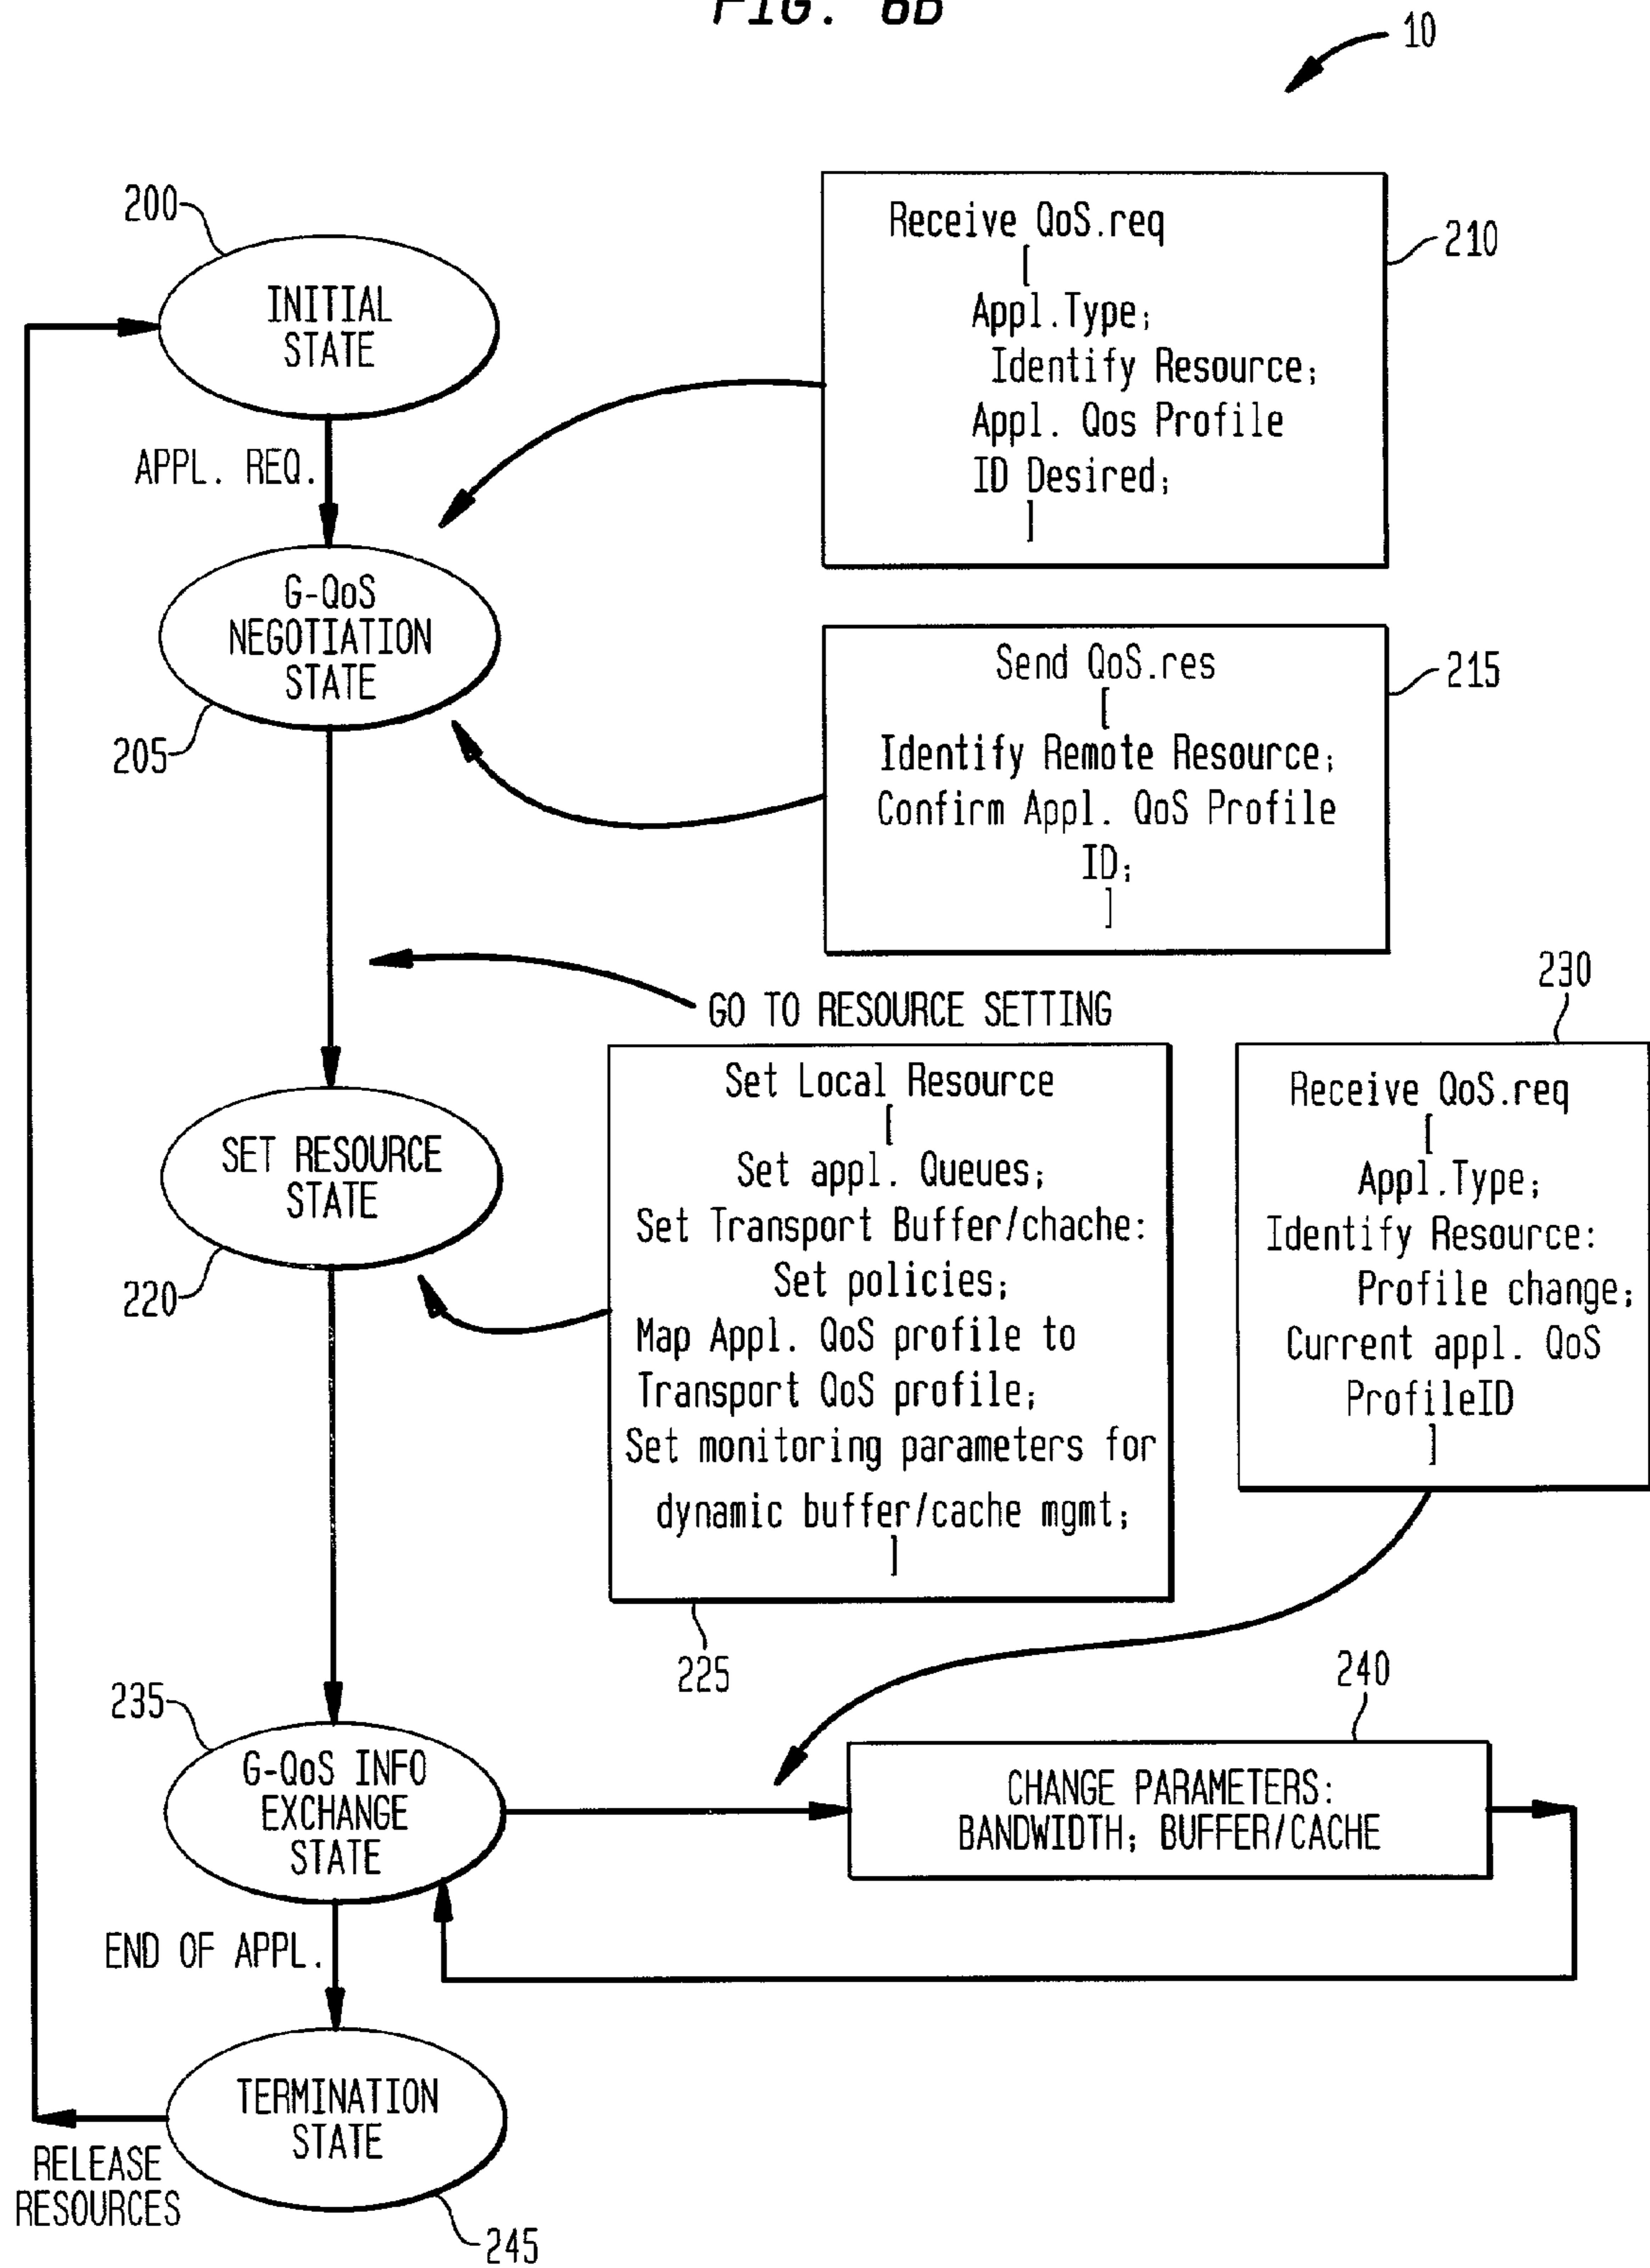 FIG. 6B
10
200
INITIAL
STATE
APPL. REQ.
G-QoS
NEGOTIATION
STATE
205
Receive QoS.req
[
Appl.Type;
Identify Resource;
Appl. Qos Profile
ID Desired;
]
210
Send QoS.res
[
Identify Remote Resource;
Confirm Appl. QoS Profile
ID;
]
215
GO TO RESOURCE SETTING
SET RESOURCE
STATE
220
Set Local Resource
[
Set appl. Queues;
Set Transport Buffer/chache:
Set policies;
Map Appl. QoS profile to
Transport QoS profile;
Set monitoring parameters for
dynamic buffer/cache mgmt;
]
225
230
Receive QoS.req
[
Appl.Type;
Identify Resource:
Profile change;
Current appl. QoS
ProfileID
]
235
G-QoS INFO
EXCHANGE
STATE
240
CHANGE PARAMETERS:
BANDWIDTH; BUFFER/CACHE
END OF APPL.
TERMINATION
STATE
RELEASE
RESOURCES
245